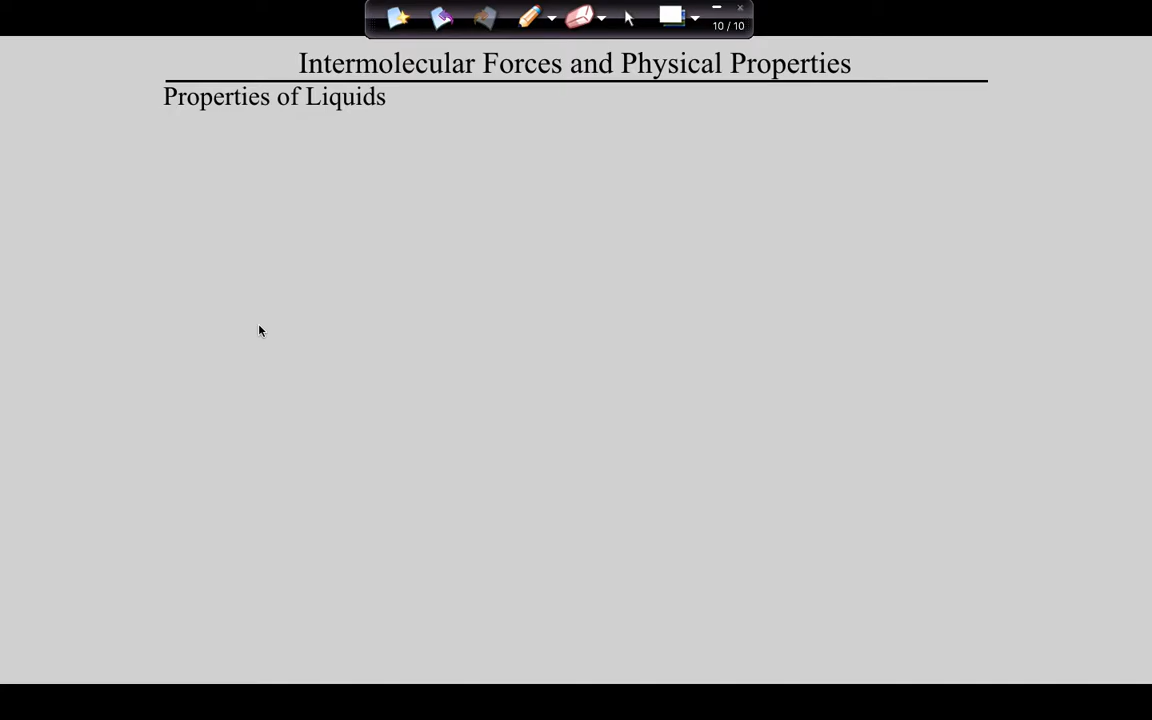 10 / 10
Intermolecular Forces and Physical Properties
Properties of Liquids